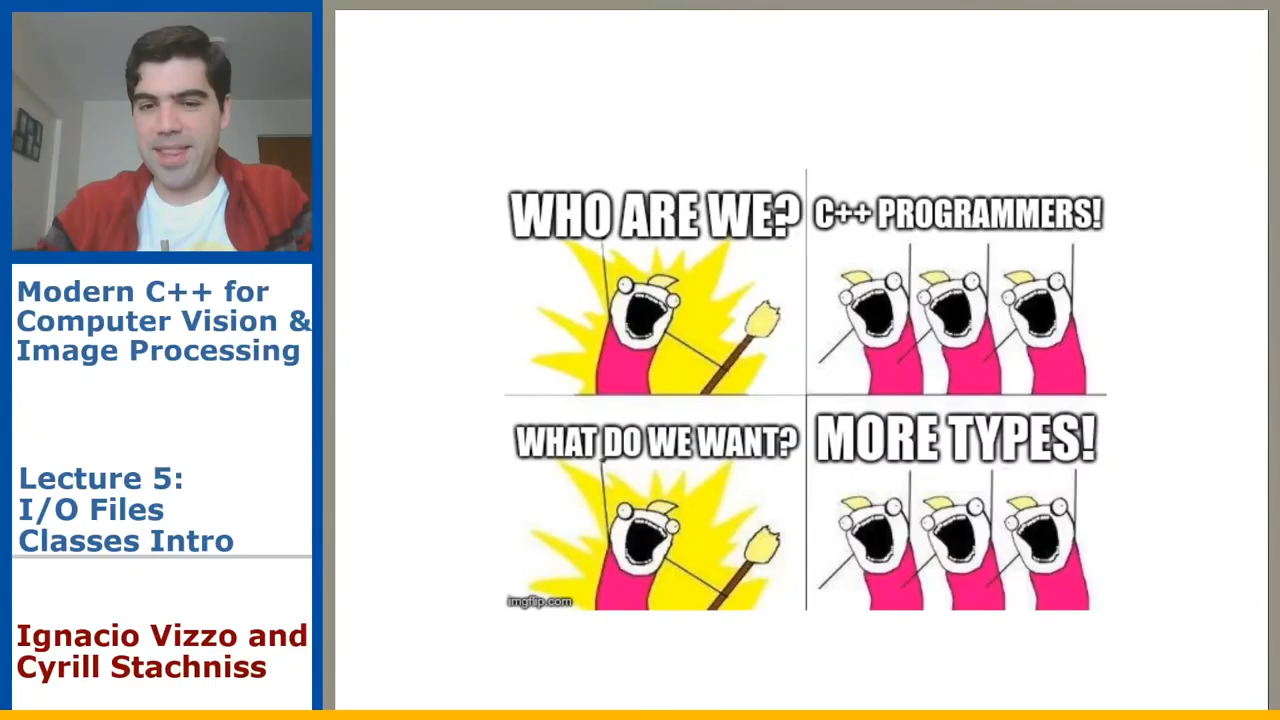 Modern C++ for
Computer Vision &
Image Processing
Lecture 5:
I/O Files
Classes Intro
Ignacio Vizzo and
Cyrill Stachniss
WHO ARE WE?
C++ PROGRAMMERS!
WHAT DO WE WANT?
MORE TYPES!
imgflip.com